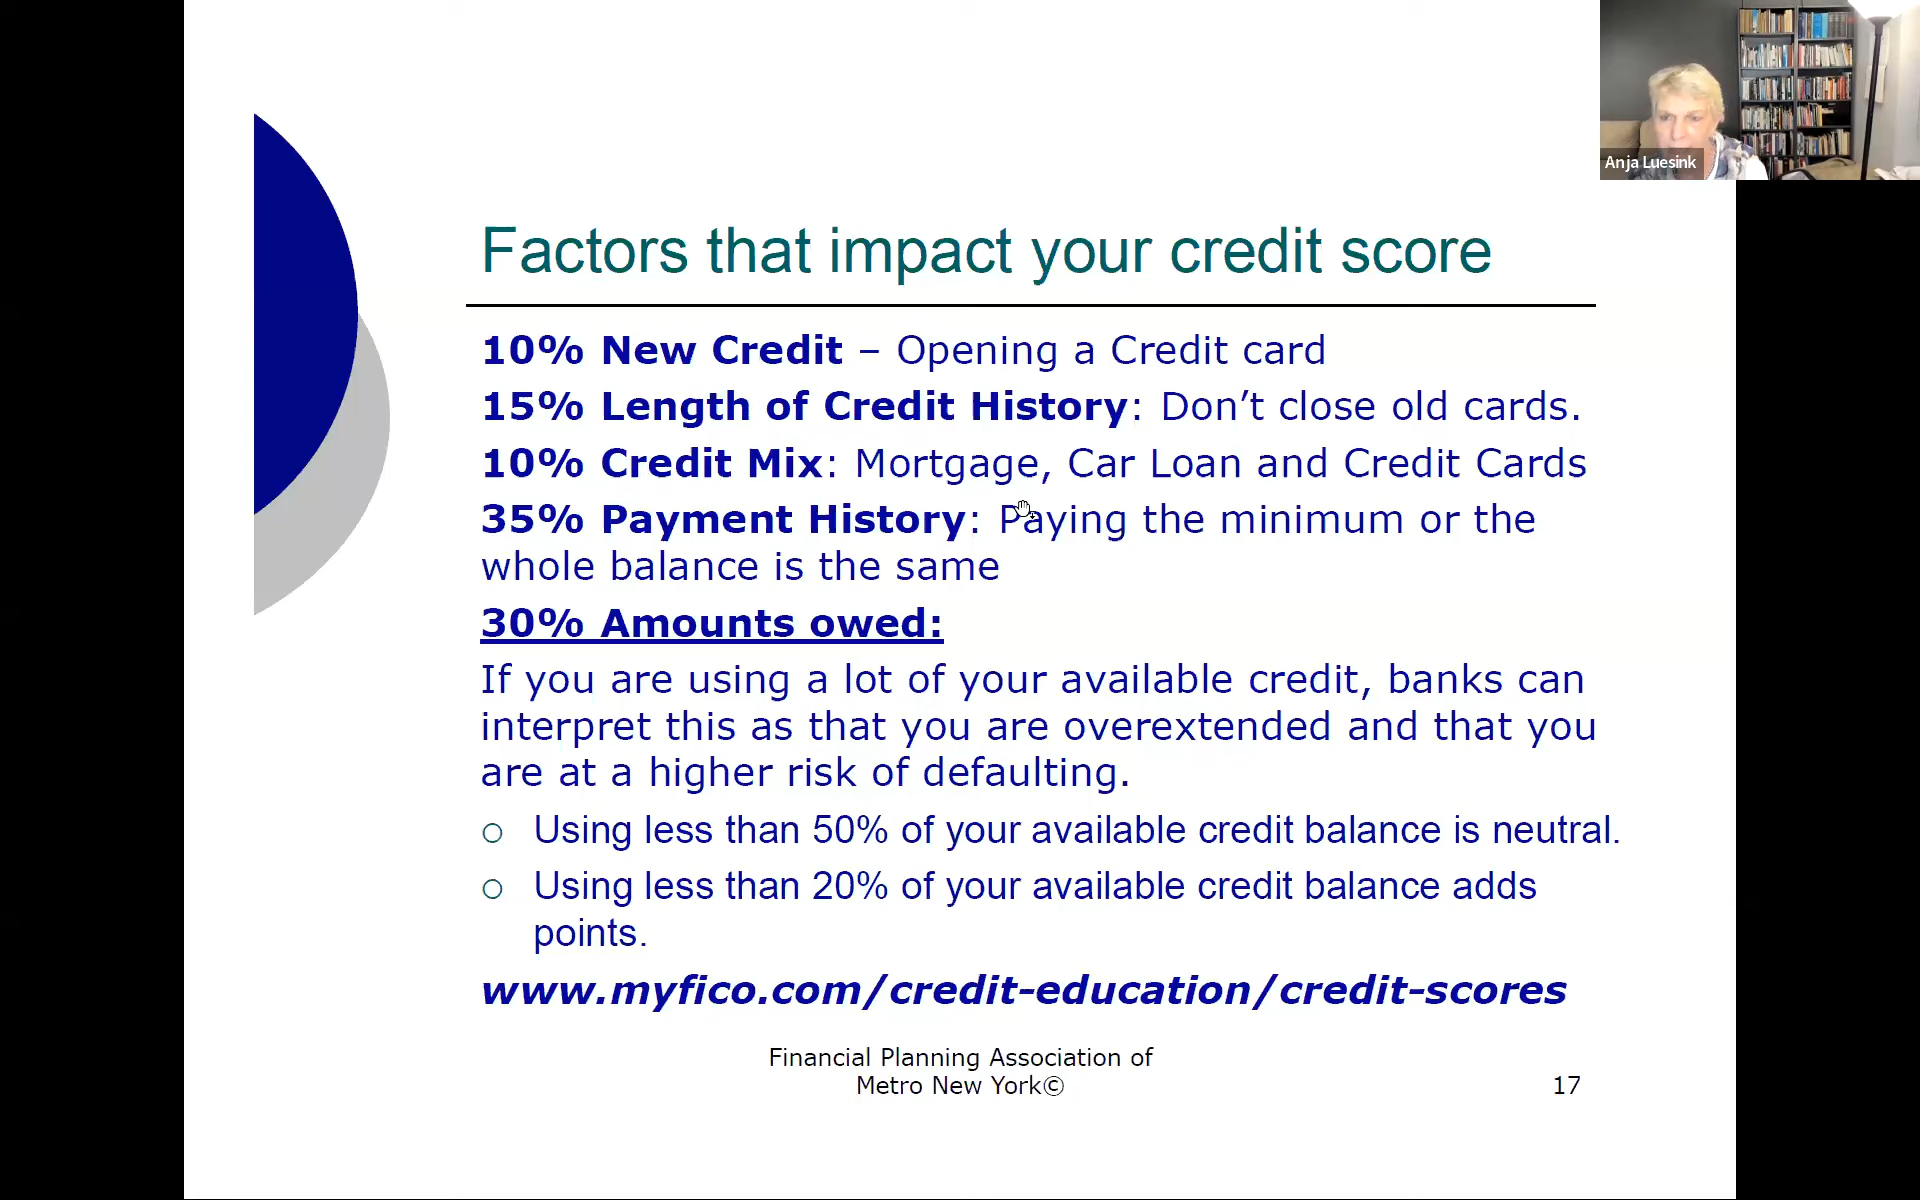 Anja Luesink
Factors that impact your credit score
10% New Credit – Opening a Credit card
15% Length of Credit History: Don’t close old cards.
10% Credit Mix: Mortgage, Car Loan and Credit Cards
35% Payment History: Paying the minimum or the
whole balance is the same
30% Amounts owed:
If you are using a lot of your available credit, banks can
interpret this as that you are overextended and that you
are at a higher risk of defaulting.
Using less than 50% of your available credit balance is neutral.
Using less than 20% of your available credit balance adds
points.
www.myfico.com/credit-education/credit-scores
Financial Planning Association of
Metro New York©
17